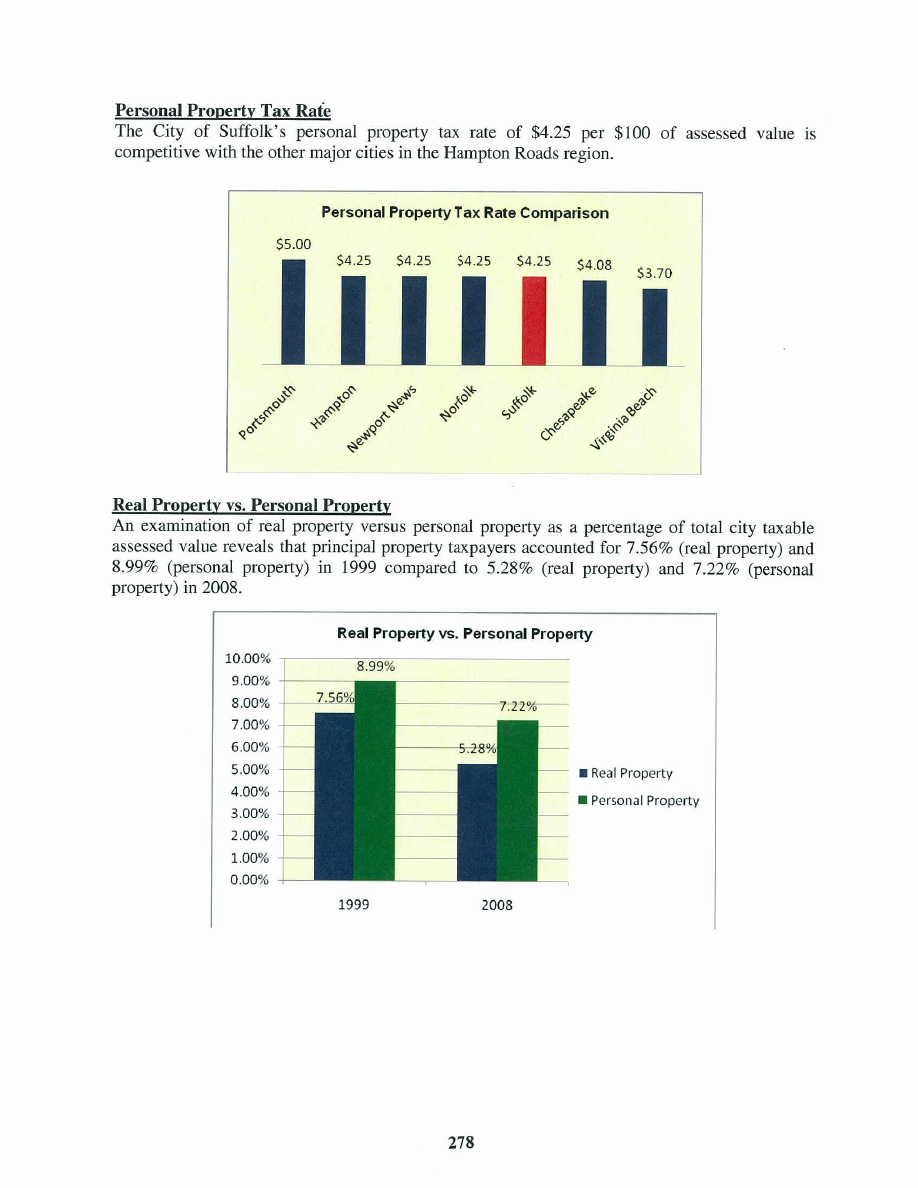 Personal Property Tax Rate
The City of Suffolk's personal property tax rate of $4.25 per $100 of assessed value is
competitive with the other major cities in the Hampton Roads region.
Personal Property Tax Rate Comparison
$5.00
$4.25
$4.25
$4.25
$4.25
$4.08
$3.70
Portsmouth
Hampton
Newport News
Norfolk
Suffolk
Chesapeake
Virginia Beach
Real Property vs. Personal Property
An examination of real property versus personal property as a percentage of total city taxable
assessed value reveals that principal property taxpayers accounted for 7.56% (real property) and
8.99% (personal property) in 1999 compared to 5.28% (real property) and 7.22% (personal
property) in 2008.
Real Property vs. Personal Property
10.00%
9.00%
8.00%
7.00%
6.00%
5.00%
4.00%
3.00%
2.00%
1.00%
0.00%
7.56%
8.99%
5.28%
7.22%
1999
2008
Real Property
Personal Property
278